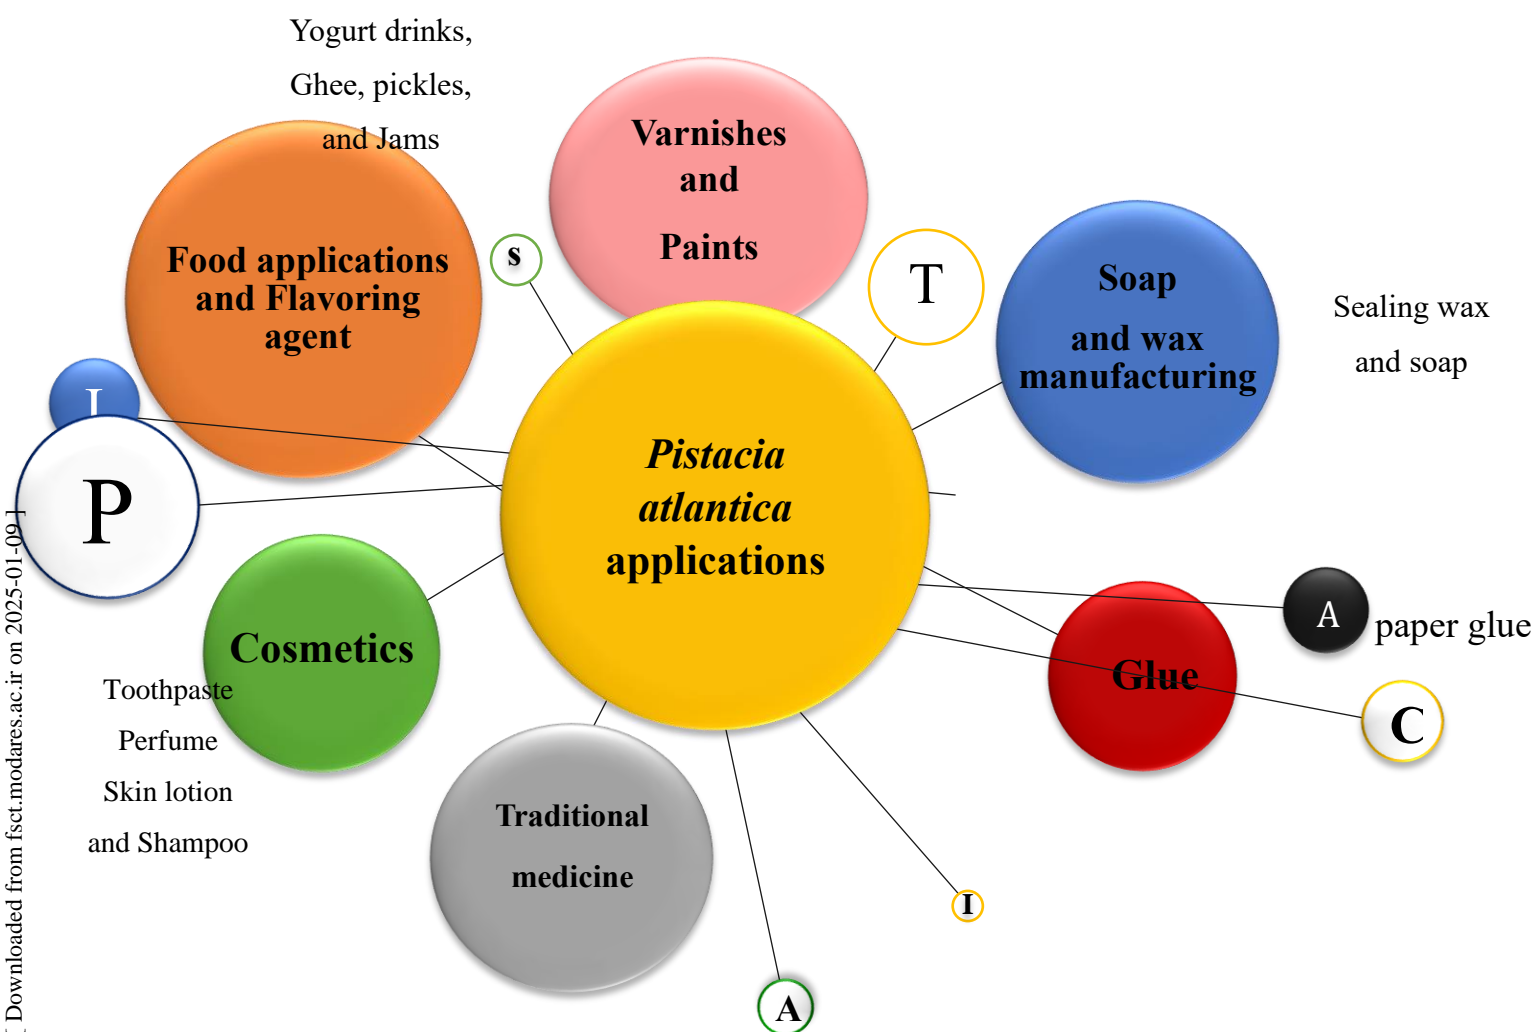 Yogurt drinks,
Ghee, pickles,
and Jams
Varnishes
and
Paints
Food applications
and Flavoring
agent
s
T
Soap
and wax
manufacturing
Sealing wax
and soap
P
Pistacia
atlantica
applications
Cosmetics
Toothpaste
Perfume
Skin lotion
and Shampoo
Traditional
medicine
Glue
A
paper glue
C
I
A
[ Downloaded from fsct.modares.ac.ir on 2025-01-09 ]